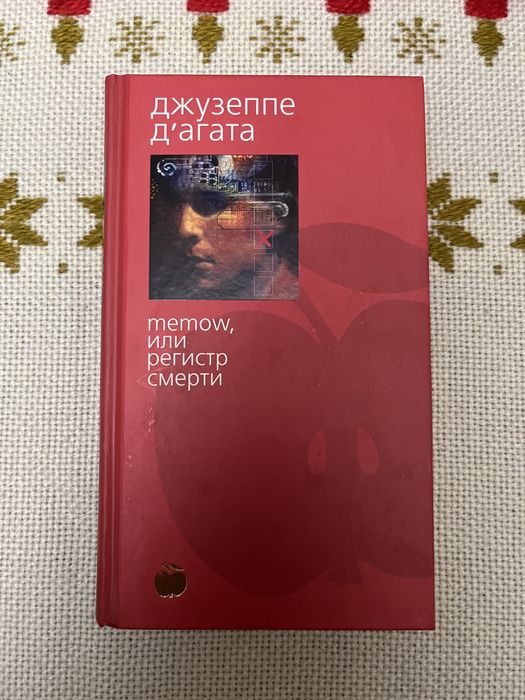 джузеппе
д'агата
memow,
или
регистр
смерти